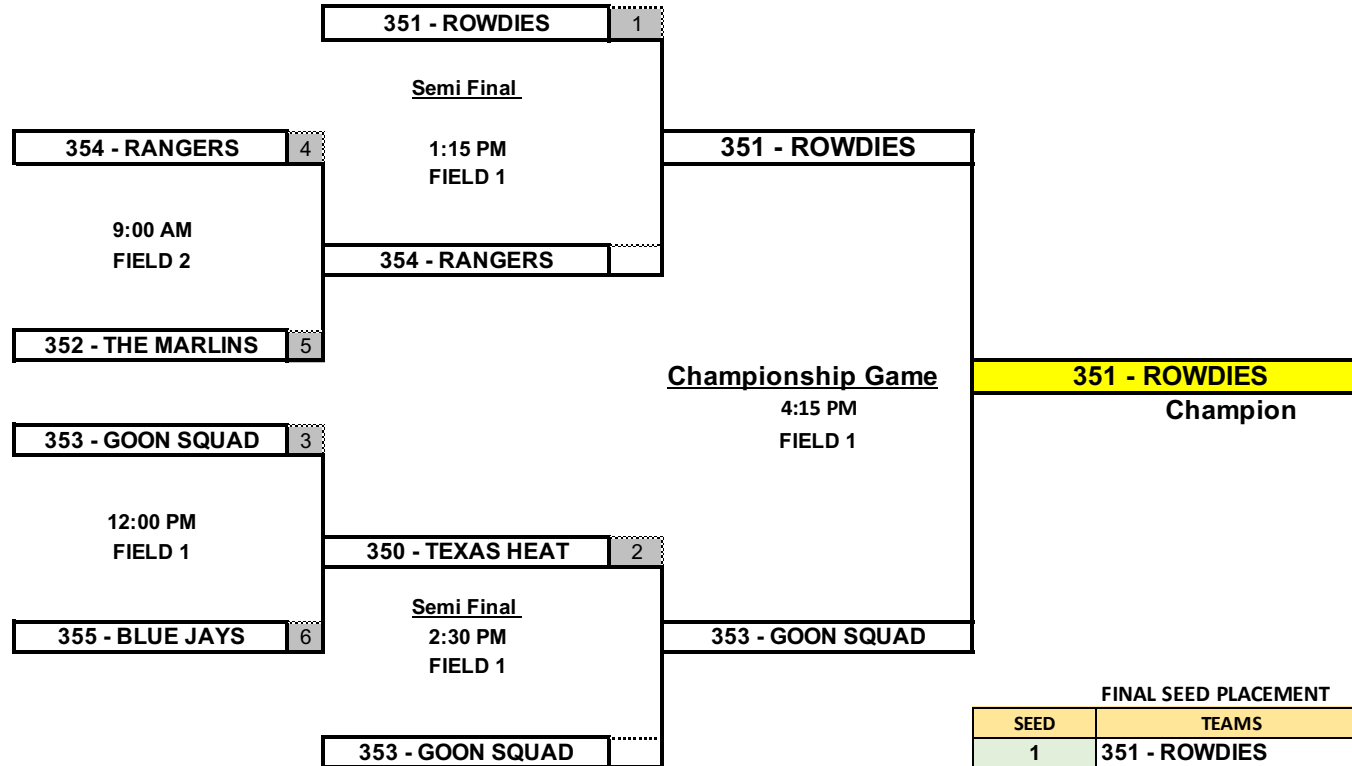 351 - ROWDIES 1
Semi Final
354 - RANGERS 4
1:15 PM
351 - ROWDIES
FIELD 1
9:00 AM
FIELD 2
354 - RANGERS
352 - THE MARLINS 5
Championship Game
351 - ROWDIES
4:15 PM
Champion
353 - GOON SQUAD 3
FIELD 1
12:00 PM
FIELD 1
350 - TEXAS HEAT 2
Semi Final
355 - BLUE JAYS 6
2:30 PM
353 - GOON SQUAD
FIELD 1
FINAL SEED PLACEMENT
SEED TEAMS
353 - GOON SQUAD
1 351 - ROWDIES